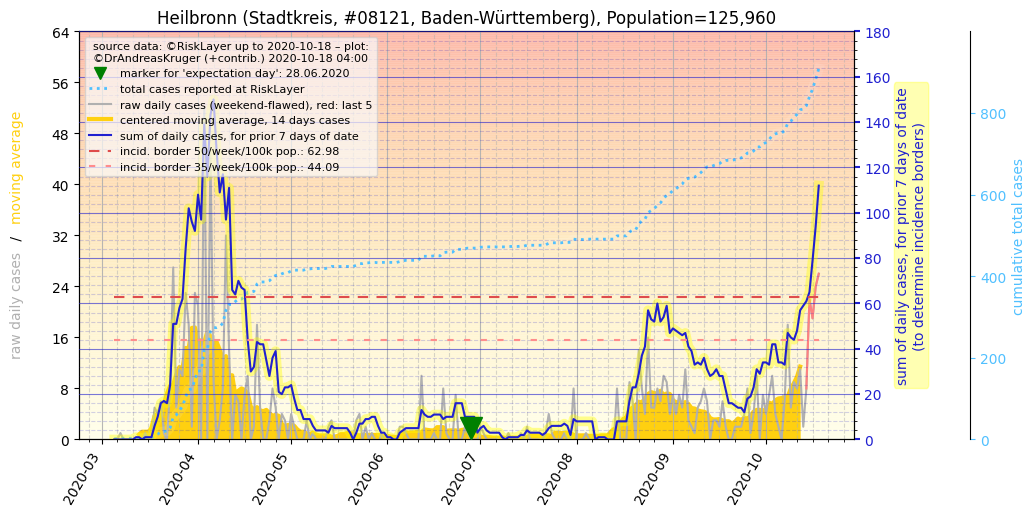 Heilbronn (Stadtkreis, #08121, Baden-Württemberg), Population=125,960
source data: ©RiskLayer up to 2020-10-18 – plot:
©DrAndreasKruger (+contrib.) 2020-10-18 04:00
marker for 'expectation day': 28.06.2020
total cases reported at RiskLayer
raw daily cases (weekend-flawed), red: last 5
centered moving average, 14 days cases
sum of daily cases, for prior 7 days of date
incid. border 50/week/100k pop.: 62.98
incid. border 35/week/100k pop.: 44.09
raw daily cases / moving average
64
56
48
40
32
24
16
8
0
180
160
140
120
100
80
60
40
20
0
sum of daily cases, for prior 7 days of date
(to determine incidence borders)
800
600
400
200
0
cumulative total cases
2020-03
2020-04
2020-05
2020-06
2020-07
2020-08
2020-09
2020-10